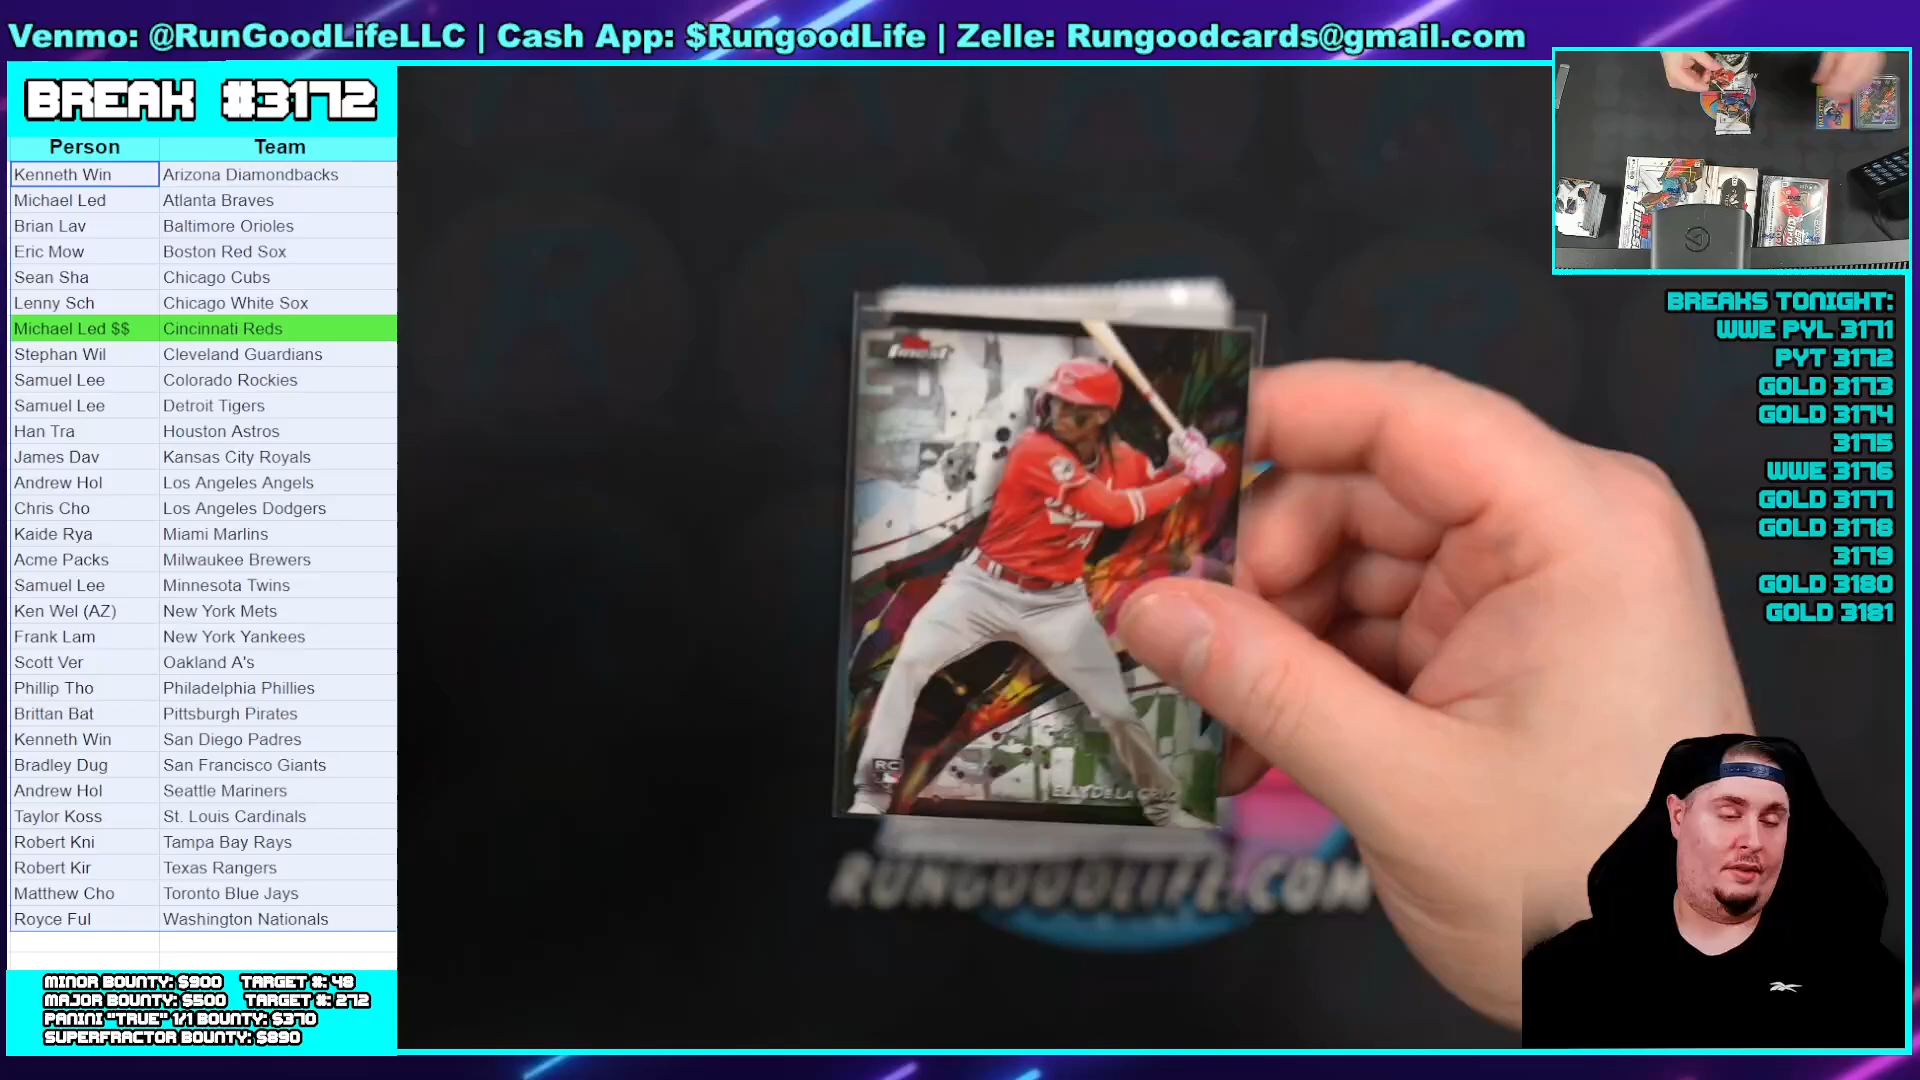 Venmo: @RunGoodLifeLLC | Cash App: $RungoodLife | Zelle: Rungoodcards@gmail.com
BREAK #3172
Person Team
Kenneth Win Arizona Diamondbacks
Michael Led Atlanta Braves
Brian Lav Baltimore Orioles
Eric Mow Boston Red Sox
Sean Sha Chicago Cubs
Lenny Sch Chicago White Sox
Michael Led $$ Cincinnati Reds
Stephan Wil Cleveland Guardians
Samuel Lee Colorado Rockies
Samuel Lee Detroit Tigers
Han Tra Houston Astros
James Dav Kansas City Royals
Andrew Hol Los Angeles Angels
Chris Cho Los Angeles Dodgers
Kaide Rya Miami Marlins
Acme Packs Milwaukee Brewers
Samuel Lee Minnesota Twins
Ken Wel (AZ) New York Mets
Frank Lam New York Yankees
Scott Ver Oakland A's
Phillip Tho Philadelphia Phillies
Brittan Bat Pittsburgh Pirates
Kenneth Win San Diego Padres
Bradley Dug San Francisco Giants
Andrew Hol Seattle Mariners
Taylor Koss St. Louis Cardinals
Robert Kni Tampa Bay Rays
Robert Kir Texas Rangers
Matthew Cho Toronto Blue Jays
Royce Ful Washington Nationals
MINOR BOUNTY: $900 TARGET #: 48
MAJOR BOUNTY: $500 TARGET #: 272
PANINI "TRUE" 1/1 BOUNTY: $370
SUPERFRACTOR BOUNTY: $890
finest
RC
ELLY DE LA CRUZ
RUNGOODLIFE.COM
BREAKS TONIGHT:
WWE PYL 3171
PYT 3172
GOLD 3173
GOLD 3174
3175
WWE 3176
GOLD 3177
GOLD 3178
3179
GOLD 3180
GOLD 3181